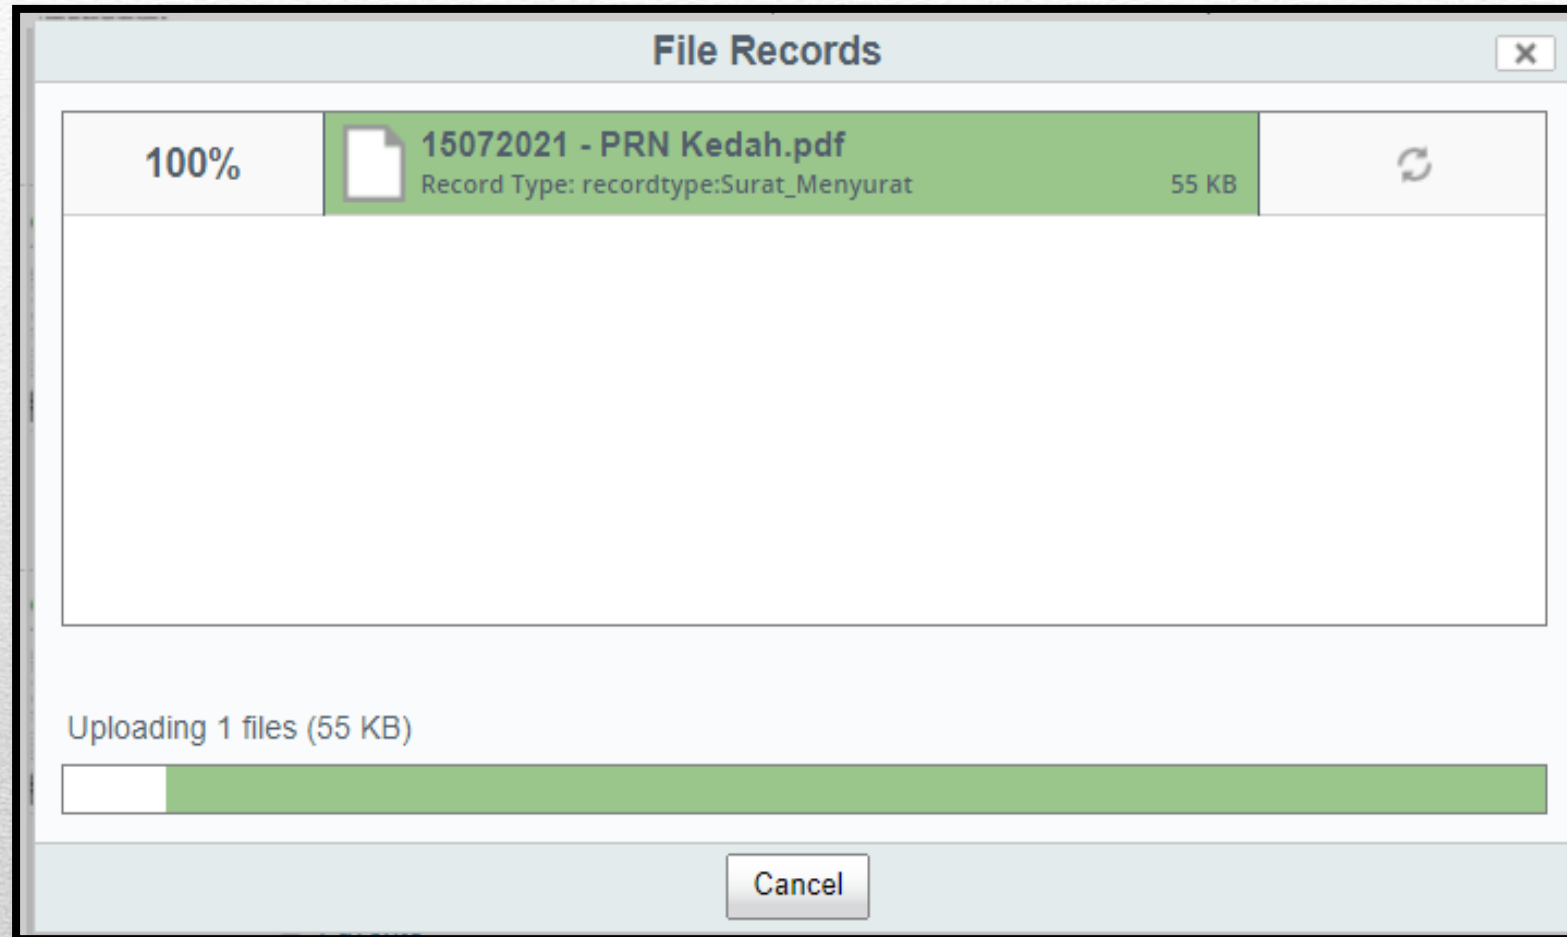 File Records
100%
15072021 - PRN Kedah.pdf
Record Type: recordtype:Surat_Menyurat 55 KB
Uploading 1 files (55 KB)
Cancel